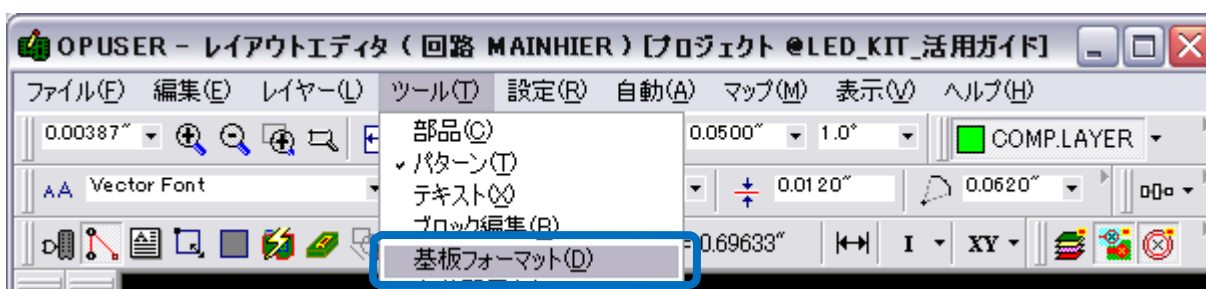 OPUSER - レイアウトエディタ ( 回路 MAINHIER ) [プロジェクト @LED_KIT_活用ガイド]
ファイル(F) 編集(E) レイヤー(L) ツール(T) 設定(R) 自動(A) マップ(M) 表示(V) ヘルプ(H)
0.00387" 部品(C) 0.0500" 1.0° COMP.LAYER
パターン(T)
AA Vector Font テキスト(X) 0.0120" 0.0620"
ブロック編集(B)
0.69633" I XY
基板フォーマット(D)